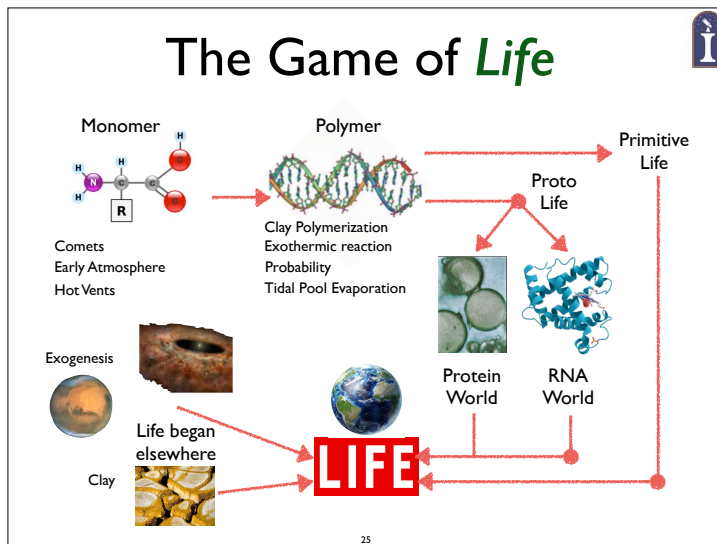 The Game of Life
I
Monomer
Polymer
Primitive
Life
H
O
H
H
N
C
C
H
R
O
Proto
Life
Comets
Early Atmosphere
Hot Vents
Clay Polymerization
Exothermic reaction
Probability
Tidal Pool Evaporation
Exogenesis
Protein
World
RNA
World
Life began
elsewhere
LIFE
Clay
25